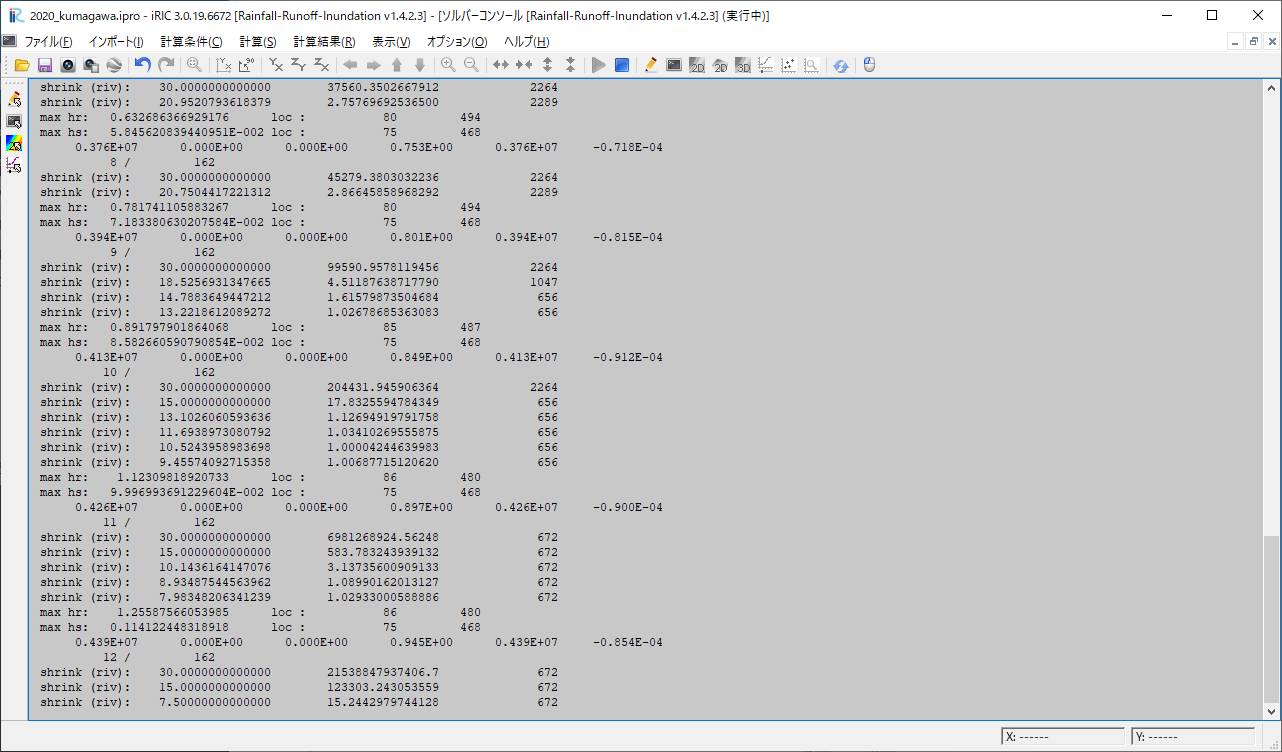 2020_kumagawa.ipro - iRIC 3.0.19.6672 [Rainfall-Runoff-Inundation v1.4.2.3] - [ソルバーコンソール [Rainfall-Runoff-Inundation v1.4.2.3] (実行中)]
ファイル(F) インポート(I) 計算条件(C) 計算(S) 計算結果(R) 表示(V) オプション(O) ヘルプ(H)
shrink (riv): 30.0000000000000 37560.3502667912 2264
shrink (riv): 20.9520793618379 2.75769692536500 2289
max hr: 0.632686366929176 loc : 80 494
max hs: 5.845620839440951E-002 loc : 75 468
0.376E+07 0.000E+00 0.000E+00 0.753E+00 0.376E+07 -0.718E-04
8 / 162
shrink (riv): 30.0000000000000 45279.3803032236 2264
shrink (riv): 20.7504417221312 2.86645858968292 2289
max hr: 0.781741105883267 loc : 80 494
max hs: 7.183380630207584E-002 loc : 75 468
0.394E+07 0.000E+00 0.000E+00 0.801E+00 0.394E+07 -0.815E-04
9 / 162
shrink (riv): 30.0000000000000 99590.9578119456 2264
shrink (riv): 18.5256931347665 4.51187638717790 1047
shrink (riv): 14.7883649447212 1.61579873504684 656
shrink (riv): 13.2218612089272 1.02678685363083 656
max hr: 0.891797901864068 loc : 85 487
max hs: 8.582660590790854E-002 loc : 75 468
0.413E+07 0.000E+00 0.000E+00 0.849E+00 0.413E+07 -0.912E-04
10 / 162
shrink (riv): 30.0000000000000 204431.945906364 2264
shrink (riv): 15.0000000000000 17.8325594784349 656
shrink (riv): 13.1026060593636 1.12694919791758 656
shrink (riv): 11.6938973080792 1.03410269555875 656
shrink (riv): 10.5243958983698 1.00004244639983 656
shrink (riv): 9.45574092715358 1.00687715120620 656
max hr: 1.12309818920733 loc : 86 480
max hs: 9.996993691229604E-002 loc : 75 468
0.426E+07 0.000E+00 0.000E+00 0.897E+00 0.426E+07 -0.900E-04
11 / 162
shrink (riv): 30.0000000000000 6981268924.56248 672
shrink (riv): 15.0000000000000 583.783243939132 672
shrink (riv): 10.1436164147076 3.13735600909133 672
shrink (riv): 8.93487544563962 1.08990162013127 672
shrink (riv): 7.98348206341239 1.02933000588886 672
max hr: 1.25587566053985 loc : 86 480
max hs: 0.114122448318918 loc : 75 468
0.439E+07 0.000E+00 0.000E+00 0.945E+00 0.439E+07 -0.854E-04
12 / 162
shrink (riv): 30.0000000000000 21538847937406.7 672
shrink (riv): 15.0000000000000 123303.243053559 672
shrink (riv): 7.50000000000000 15.2442979744128 672
X: ------ Y: ------